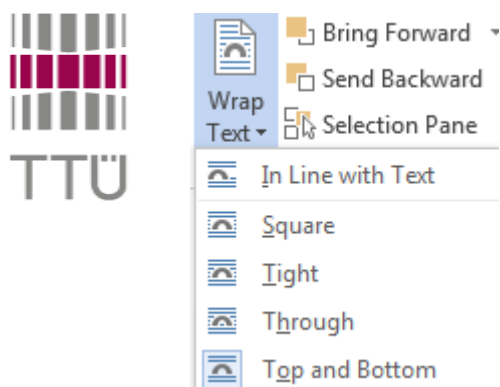 TTÜ
Wrap
Text
Bring Forward
Send Backward
Selection Pane
In Line with Text
Square
Tight
Through
Top and Bottom